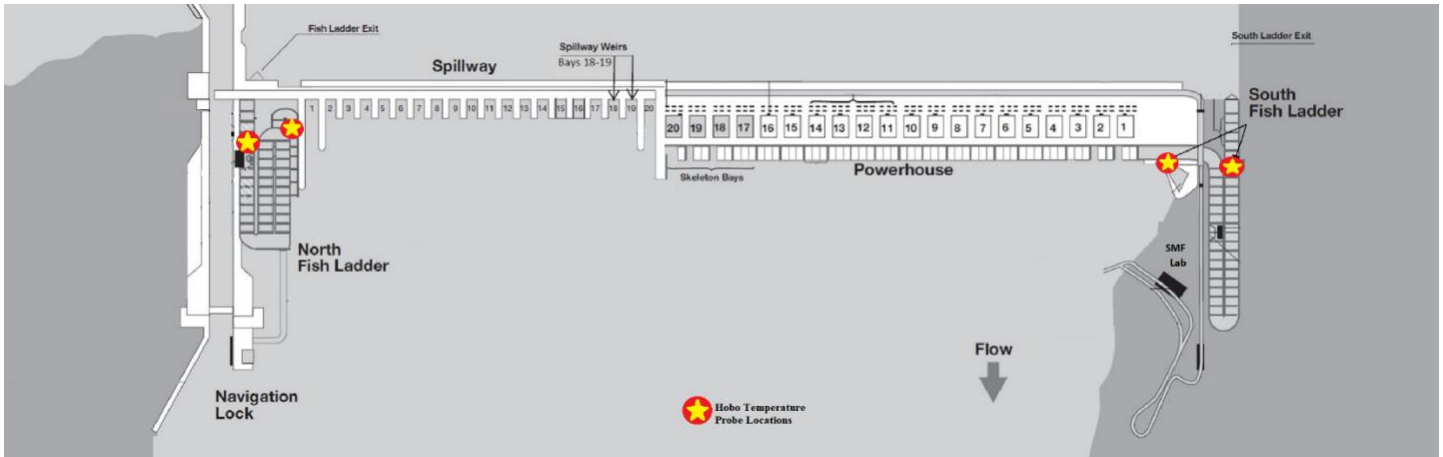 Fish Ladder Exit
South Ladder Exit
Spillway Weirs
Bays 18-19
Spillway
South
Fish Ladder
1 2 3 4 5 6 7 8 9 10 11 12 13 14 15 16 17 18 19 20
20 19 18 17 16 15 14 13 12 11 10 9 8 7 6 5 4 3 2 1
Skeleton Bays
Powerhouse
North
Fish Ladder
SMF
Lab
Flow
Navigation
Lock
Hobo Temperature
Probe Locations